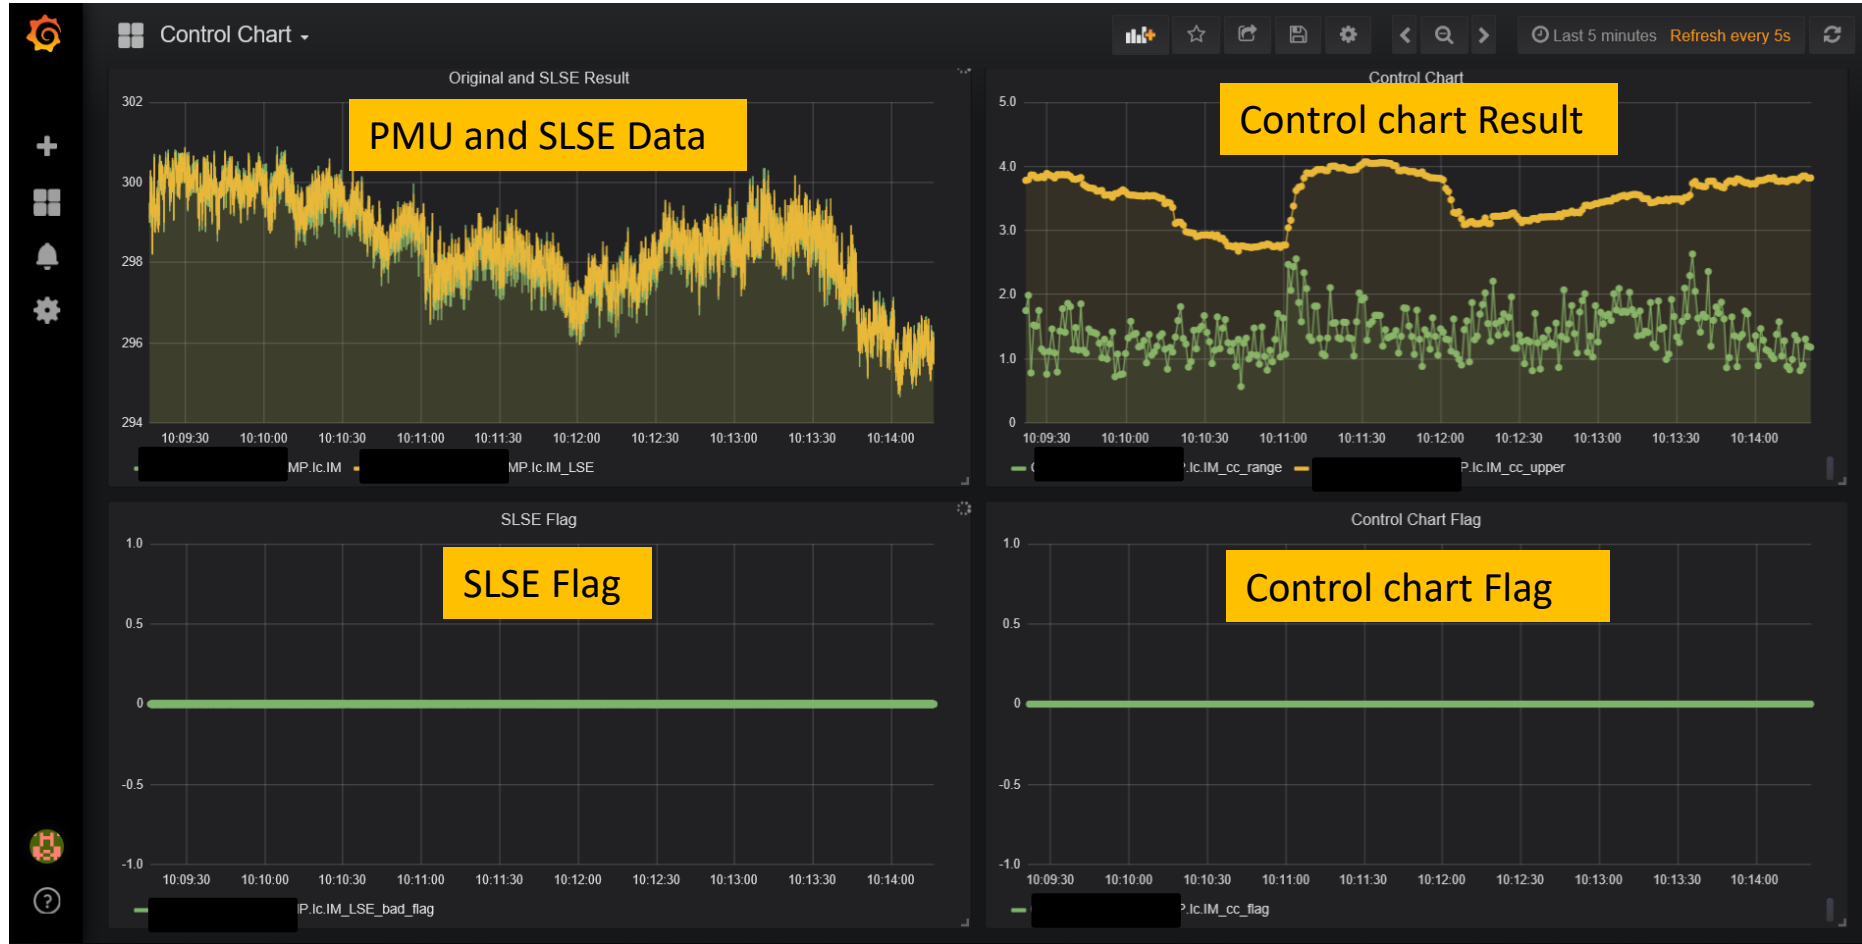 Control Chart
Last 5 minutes Refresh every 5s
Original and SLSE Result
PMU and SLSE Data
302
300
298
296
294
10:09:30 10:10:00 10:10:30 10:11:00 10:11:30 10:12:00 10:12:30 10:13:00 10:13:30 10:14:00
MP.Ic.IM MP.Ic.IM_LSE
Control Chart
Control chart Result
5.0
4.0
3.0
2.0
1.0
0
10:09:30 10:10:00 10:10:30 10:11:00 10:11:30 10:12:00 10:12:30 10:13:00 10:13:30 10:14:00
.Ic.IM_cc_range P.Ic.IM_cc_upper
SLSE Flag
SLSE Flag
1.0
0.5
0
-0.5
-1.0
10:09:30 10:10:00 10:10:30 10:11:00 10:11:30 10:12:00 10:12:30 10:13:00 10:13:30 10:14:00
P.Ic.IM_LSE_bad_flag
Control Chart Flag
Control chart Flag
1.0
0.5
0
-0.5
-1.0
10:09:30 10:10:00 10:10:30 10:11:00 10:11:30 10:12:00 10:12:30 10:13:00 10:13:30 10:14:00
.Ic.IM_cc_flag